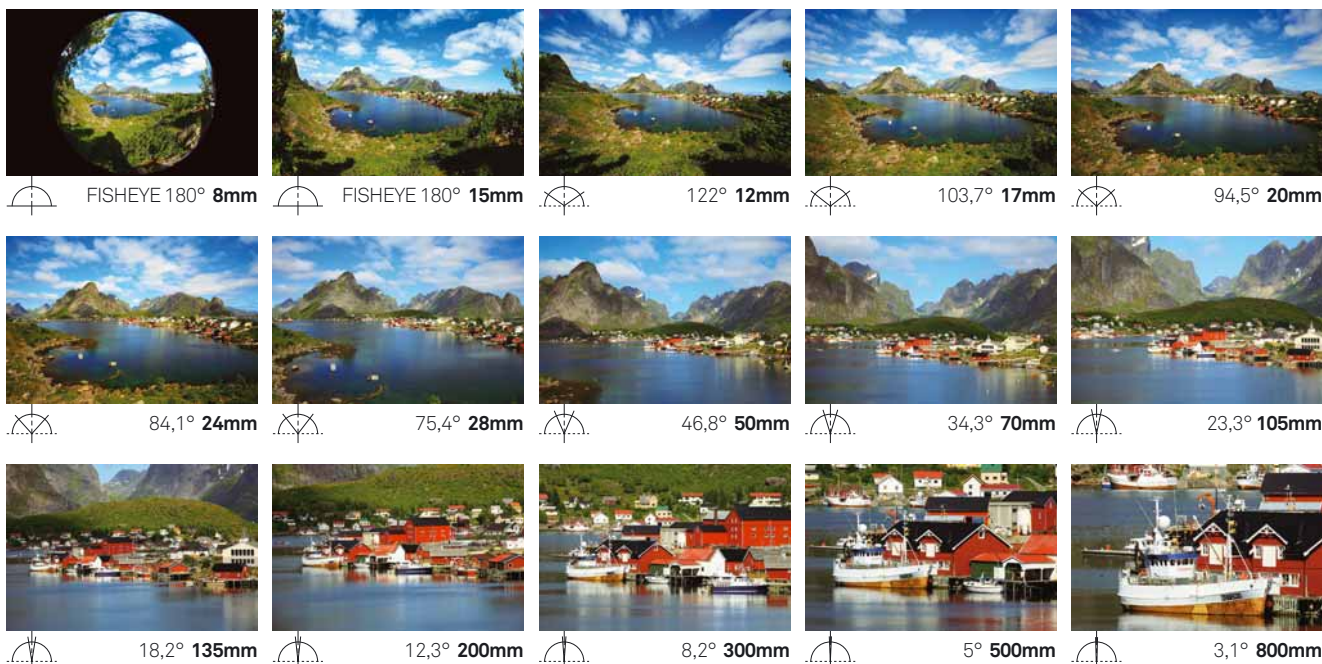 FISHEYE 180° 8mm
FISHEYE 180° 15mm
122° 12mm
103,7° 17mm
94,5° 20mm
84,1° 24mm
75,4° 28mm
46,8° 50mm
34,3° 70mm
23,3° 105mm
18,2° 135mm
12,3° 200mm
8,2° 300mm
5° 500mm
3,1° 800mm